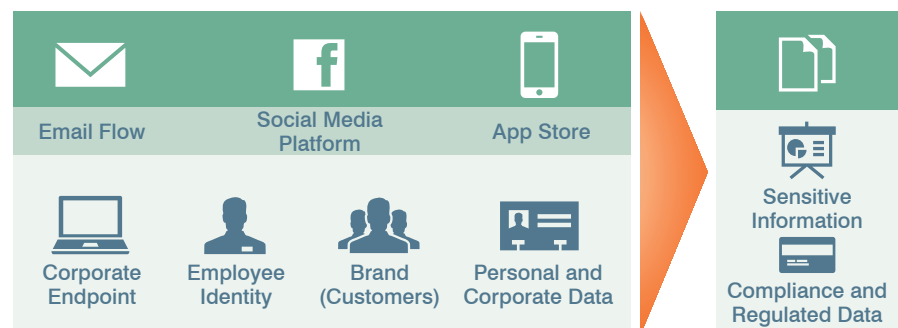 Email Flow
Social Media
Platform
App Store
Corporate
Endpoint
Employee
Identity
Brand
(Customers)
Personal and
Corporate Data
Sensitive
Information
Compliance and
Regulated Data